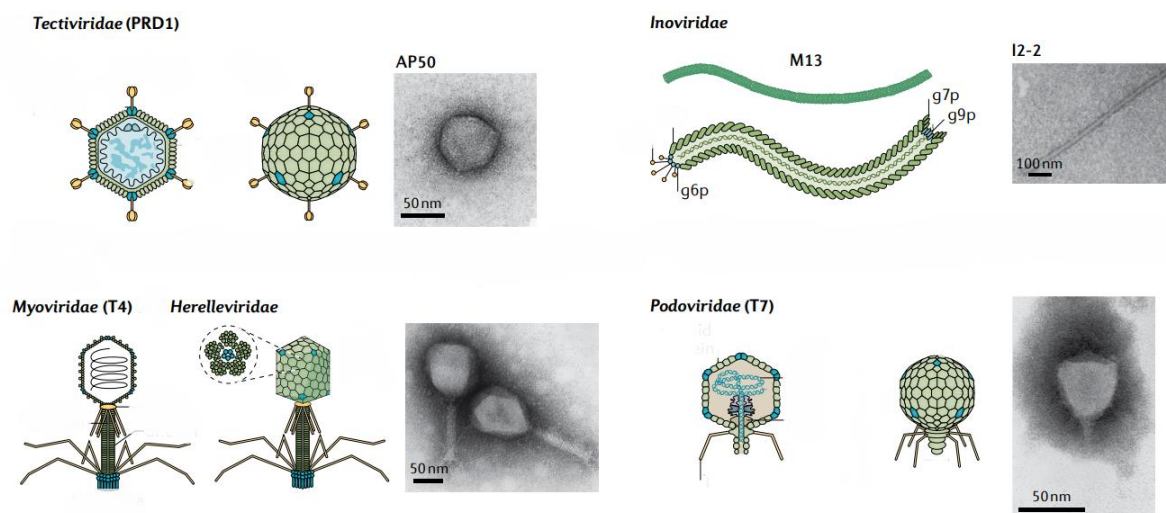 Tectiviridae (PRD1)
AP50
50 nm
Inoviridae
M13
I2-2
g7p
g9p
g6p
100 nm
Myoviridae (T4)
Herelleviridae
50 nm
Podoviridae (T7)
50 nm